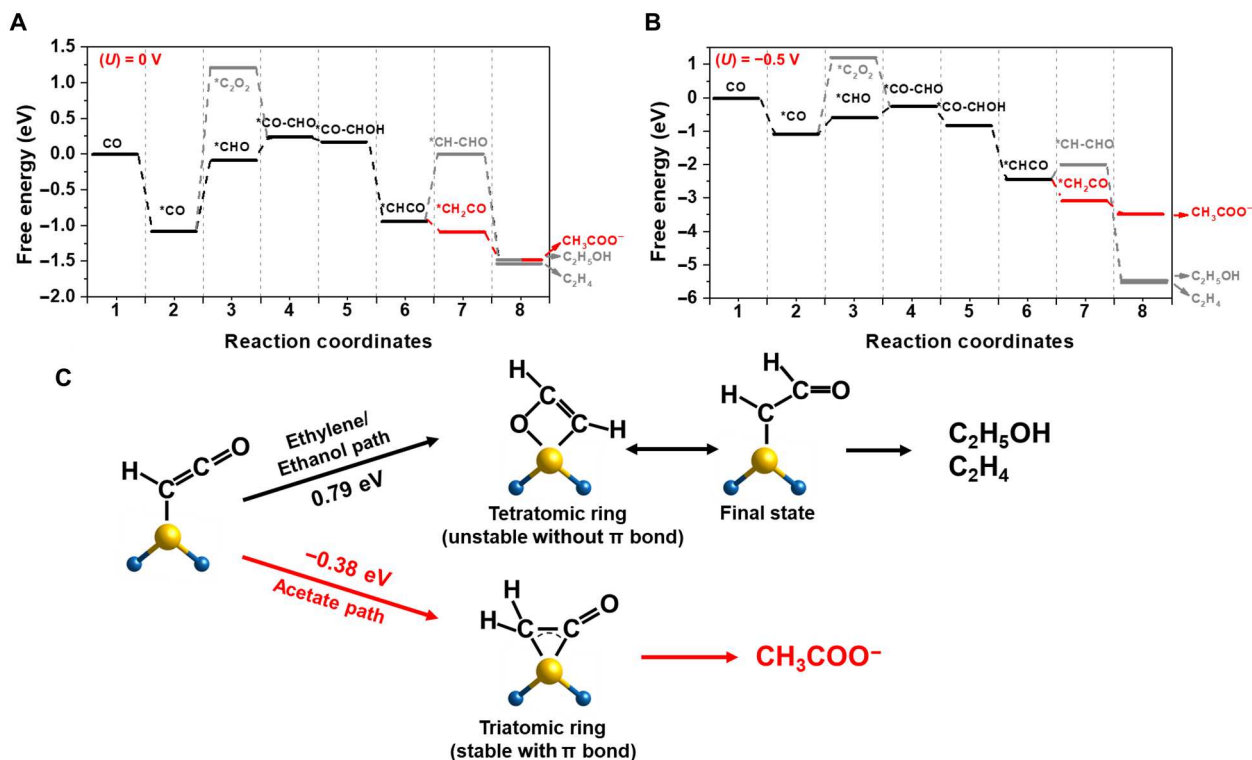 A
(U) = 0 V
Free energy (eV)
1.5
1.0
0.5
0.0
−0.5
−1.0
−1.5
−2.0
CO
*CO
*C₂O₂
*CHO
*CO-CHO
*CO-CHOH
*CHCO
*CH-CHO
*CH₂CO
CH₃COO⁻
C₂H₅OH
C₂H₄
1 2 3 4 5 6 7 8
Reaction coordinates
B
(U) = −0.5 V
Free energy (eV)
1
0
−1
−2
−3
−4
−5
−6
CO
*CO
*C₂O₂
*CHO
*CO-CHO
*CO-CHOH
*CHCO
*CH-CHO
*CH₂CO
CH₃COO⁻
C₂H₅OH
C₂H₄
1 2 3 4 5 6 7 8
Reaction coordinates
C
H C C O
Ethylene/
Ethanol path
0.79 eV
H C O C H
Tetratomic ring
(unstable without π bond)
H C O H C
Final state
C₂H₅OH
C₂H₄
−0.38 eV
Acetate path
H H C C O
Triatomic ring
(stable with π bond)
CH₃COO⁻